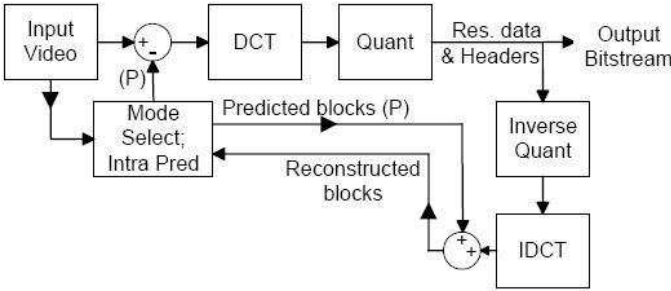 Input
Video
+
-
(P)
DCT
Quant
Res. data
& Headers
Output
Bitstream
Mode
Select;
Intra Pred
Predicted blocks (P)
Inverse
Quant
Reconstructed
blocks
+
+
IDCT